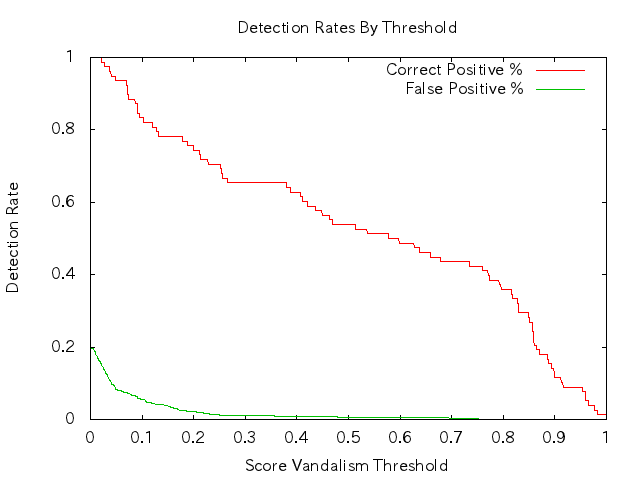 Detection Rates By Threshold
Correct Positive %
False Positive %
1
0.8
0.6
0.4
0.2
0
Detection Rate
0 0.1 0.2 0.3 0.4 0.5 0.6 0.7 0.8 0.9 1
Score Vandalism Threshold